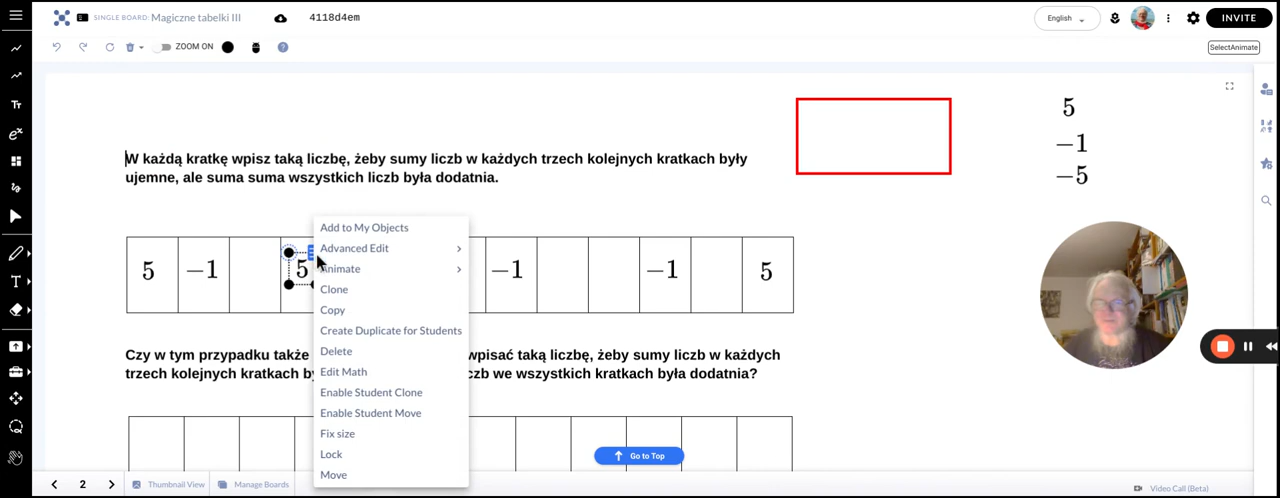 SINGLE BOARD: Magiczne tabelki III
4118d4em
English
INVITE
ZOOM ON
SelectAnimate
5
−1
−5
W każdą kratkę wpisz taką liczbę, żeby sumy liczb w każdych trzech kolejnych kratkach były
ujemne, ale suma suma wszystkich liczb była dodatnia.
5 −1 5 −1 −1 5
Add to My Objects
Advanced Edit
Animate
Clone
Copy
Create Duplicate for Students
Delete
Edit Math
Enable Student Clone
Enable Student Move
Fix size
Lock
Move
Czy w tym przypadku także wpisać taką liczbę, żeby sumy liczb w każdych
trzech kolejnych kratkach by czb we wszystkich kratkach była dodatnia?
Go to Top
2
Thumbnail View
Manage Boards
Video Call (Beta)